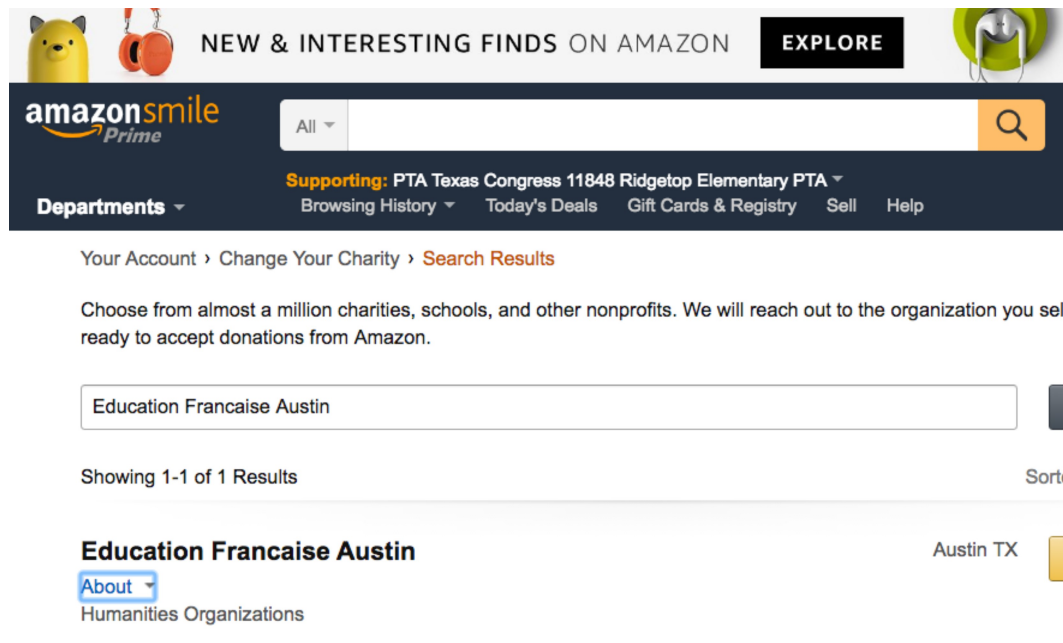 NEW & INTERESTING FINDS ON AMAZON EXPLORE
amazonsmile
Prime
All
Supporting: PTA Texas Congress 11848 Ridgetop Elementary PTA
Departments Browsing History Today's Deals Gift Cards & Registry Sell Help
Your Account › Change Your Charity › Search Results
Choose from almost a million charities, schools, and other nonprofits. We will reach out to the organization you sel
ready to accept donations from Amazon.
Education Francaise Austin
Showing 1-1 of 1 Results Sort
Education Francaise Austin Austin TX
About
Humanities Organizations